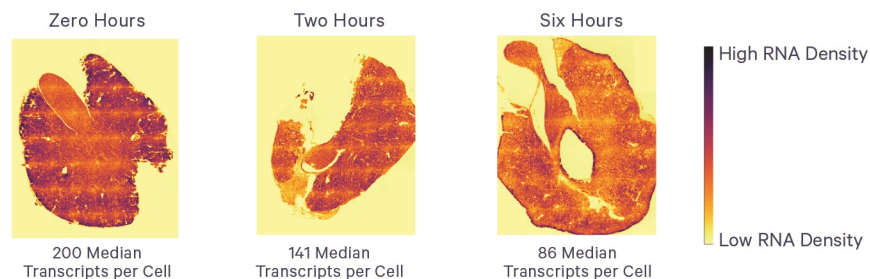 Zero Hours
Two Hours
Six Hours
High RNA Density
Low RNA Density
200 Median
Transcripts per Cell
141 Median
Transcripts per Cell
86 Median
Transcripts per Cell